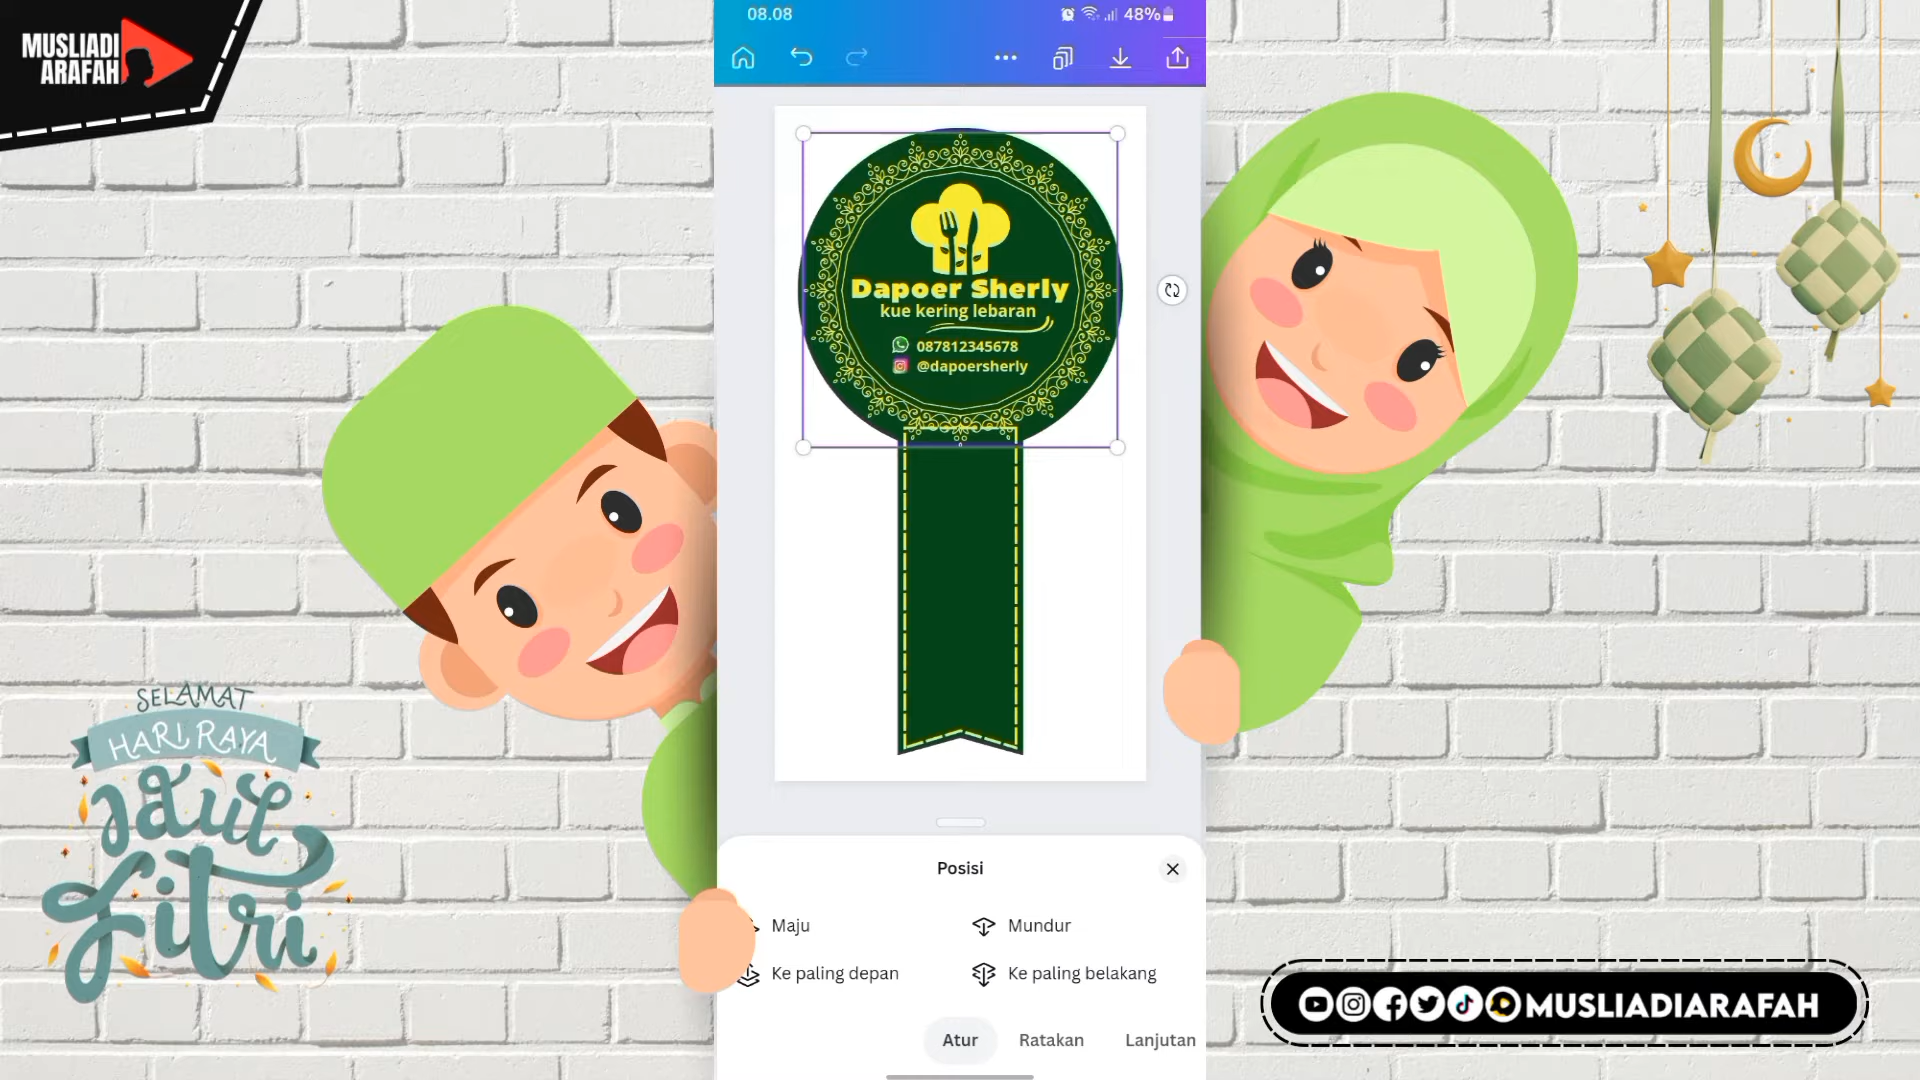 MUSLIADI
ARAFAH
08.08
48%
Dapoer Sherly
kue kering lebaran
087812345678
@dapoersherly
SELAMAT
HARI RAYA
Idul
Fitri
Posisi
Maju
Mundur
Ke paling depan
Ke paling belakang
Atur
Ratakan
Lanjutan
MUSLIADIARAFAH